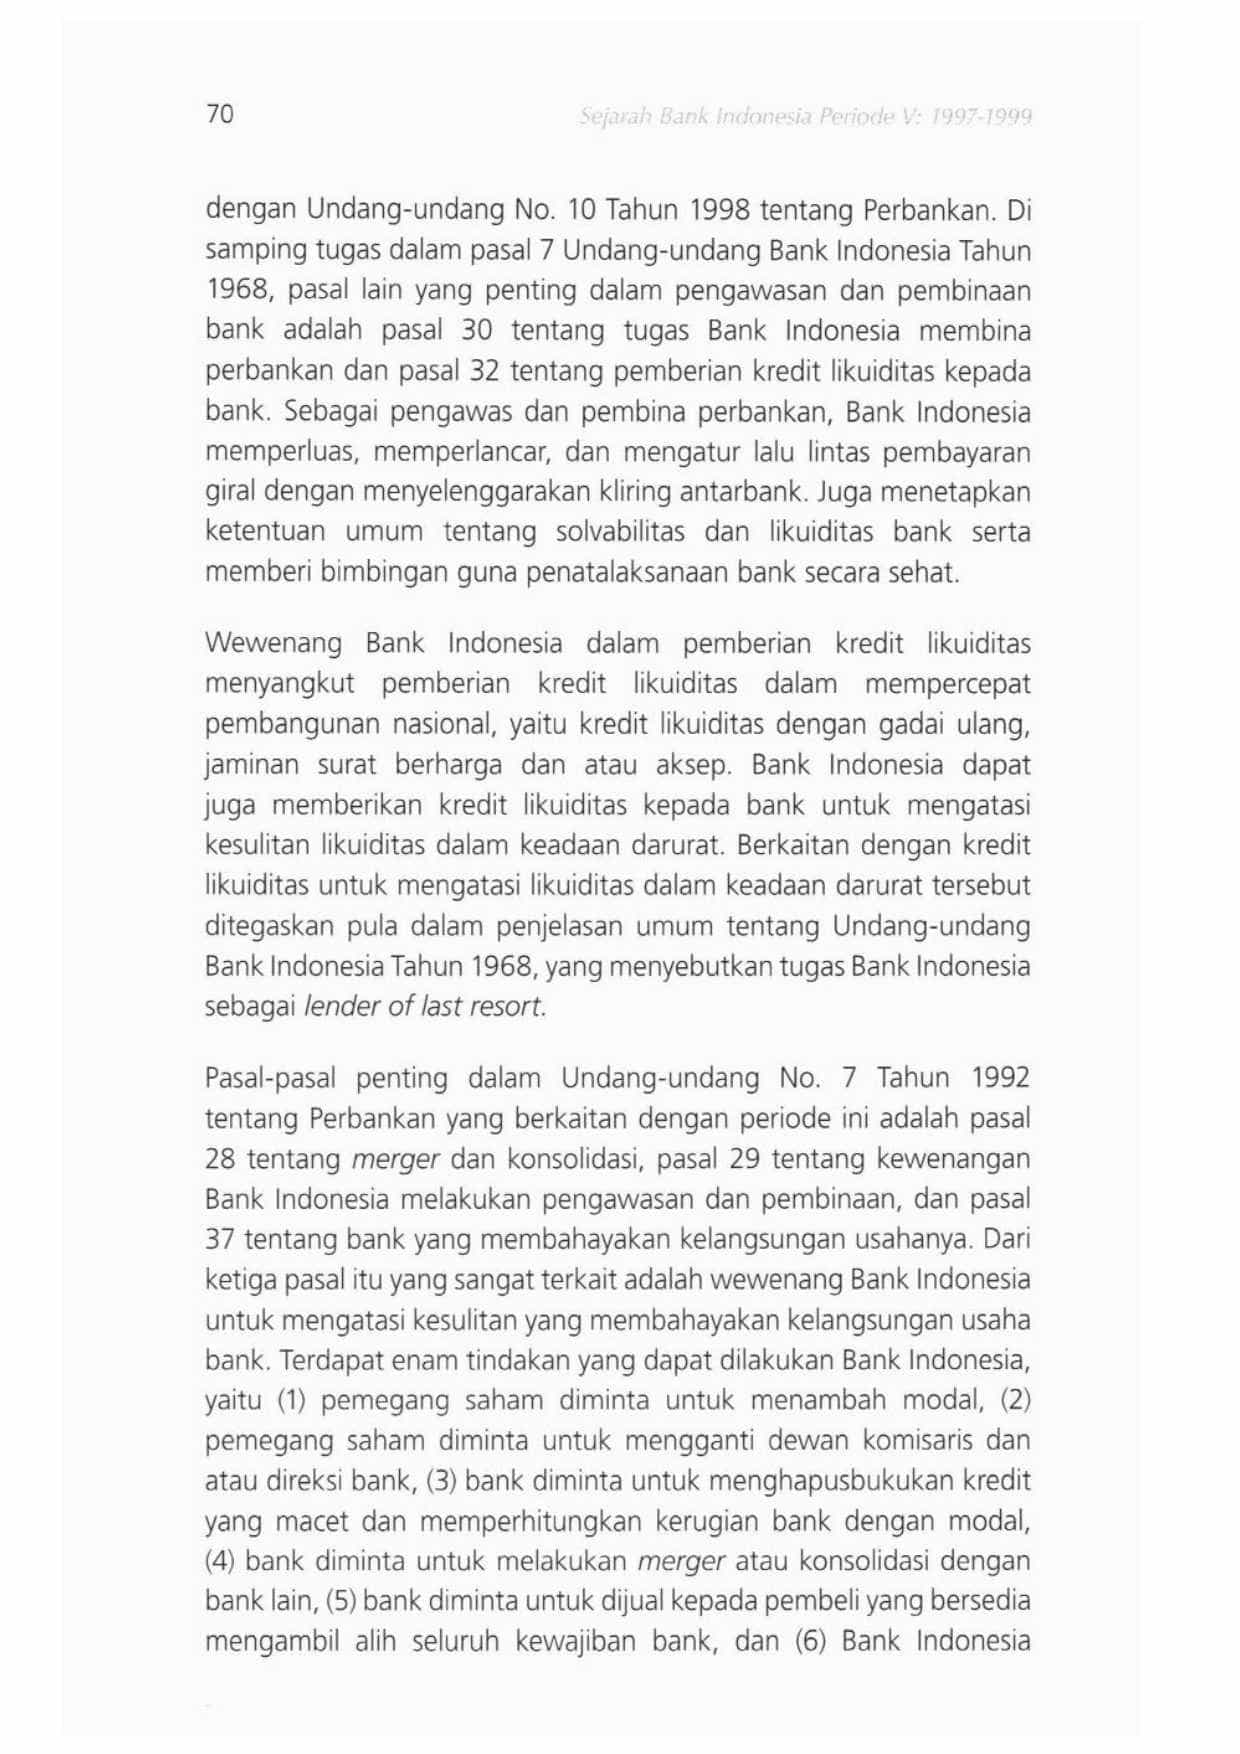 70
Sejarah Bank Indonesia Periode V: 1997-1999
dengan Undang-undang No. 10 Tahun 1998 tentang Perbankan. Di
samping tugas dalam pasal 7 Undang-undang Bank Indonesia Tahun
1968, pasal lain yang penting dalam pengawasan dan pembinaan
bank adalah pasal 30 tentang tugas Bank Indonesia membina
perbankan dan pasal 32 tentang pemberian kredit likuiditas kepada
bank. Sebagai pengawas dan pembina perbankan, Bank Indonesia
memperluas, memperlancar, dan mengatur lalu lintas pembayaran
giral dengan menyelenggarakan kliring antarbank. Juga menetapkan
ketentuan umum tentang solvabilitas dan likuiditas bank serta
memberi bimbingan guna penatalaksanaan bank secara sehat.
Wewenang Bank Indonesia dalam pemberian kredit likuiditas
menyangkut pemberian kredit likuiditas dalam mempercepat
pembangunan nasional, yaitu kredit likuiditas dengan gadai ulang,
jaminan surat berharga dan atau aksep. Bank Indonesia dapat
juga memberikan kredit likuiditas kepada bank untuk mengatasi
kesulitan likuiditas dalam keadaan darurat. Berkaitan dengan kredit
likuiditas untuk mengatasi likuiditas dalam keadaan darurat tersebut
ditegaskan pula dalam penjelasan umum tentang Undang-undang
Bank Indonesia Tahun 1968, yang menyebutkan tugas Bank Indonesia
sebagai lender of last resort.
Pasal-pasal penting dalam Undang-undang No. 7 Tahun 1992
tentang Perbankan yang berkaitan dengan periode ini adalah pasal
28 tentang merger dan konsolidasi, pasal 29 tentang kewenangan
Bank Indonesia melakukan pengawasan dan pembinaan, dan pasal
37 tentang bank yang membahayakan kelangsungan usahanya. Dari
ketiga pasal itu yang sangat terkait adalah wewenang Bank Indonesia
untuk mengatasi kesulitan yang membahayakan kelangsungan usaha
bank. Terdapat enam tindakan yang dapat dilakukan Bank Indonesia,
yaitu (1) pemegang saham diminta untuk menambah modal, (2)
pemegang saham diminta untuk mengganti dewan komisaris dan
atau direksi bank, (3) bank diminta untuk menghapusbukukan kredit
yang macet dan memperhitungkan kerugian bank dengan modal,
(4) bank diminta untuk melakukan merger atau konsolidasi dengan
bank lain, (5) bank diminta untuk dijual kepada pembeli yang bersedia
mengambil alih seluruh kewajiban bank, dan (6) Bank Indonesia